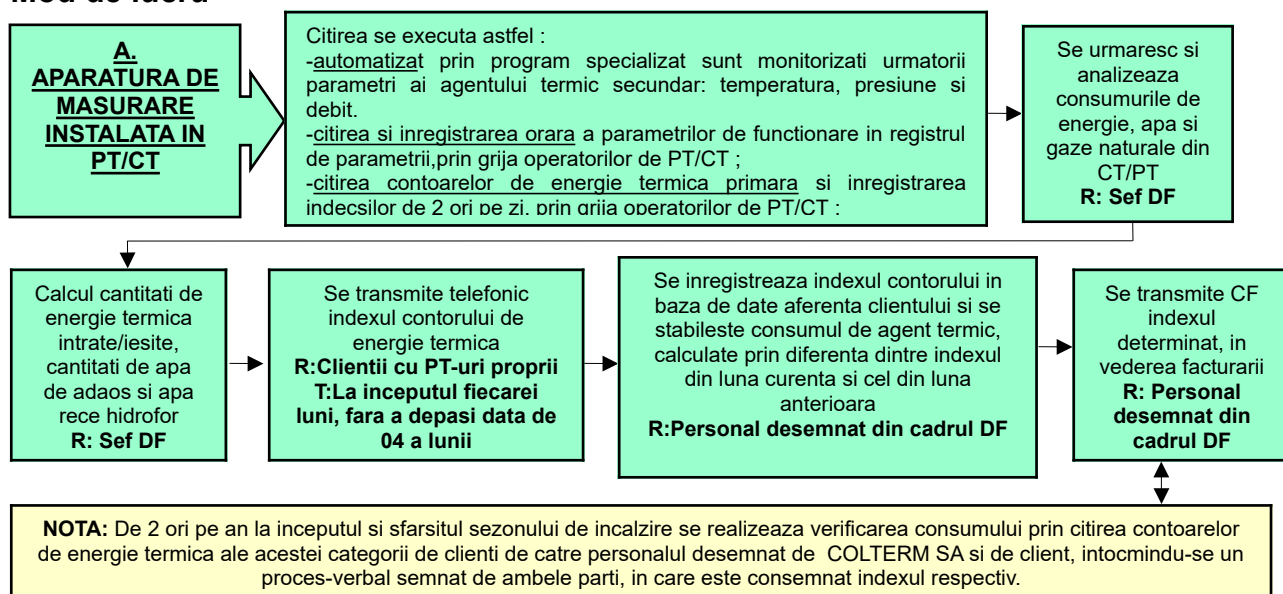 A.
APARATURA DE
MASURARE
INSTALATA IN
PT/CT
Citirea se executa astfel :
-automatizat prin program specializat sunt monitorizati urmatorii
parametri ai agentului termic secundar: temperatura, presiune si
debit.
-citirea si inregistrarea orara a parametrilor de functionare in registrul
de parametrii,prin grija operatorilor de PT/CT ;
-citirea contoarelor de energie termica primara si inregistrarea
indecsilor de 2 ori pe zi, prin grija operatorilor de PT/CT ;
Se urmaresc si
analizeaza
consumurile de
energie, apa si
gaze naturale din
CT/PT
R: Sef DF
Calcul cantitati de
energie termica
intrate/iesite,
cantitati de apa
de adaos si apa
rece hidrofor
R: Sef DF
Se transmite telefonic
indexul contorului de
energie termica
R:Clientii cu PT-uri proprii
T:La inceputul fiecarei
luni, fara a depasi data de
04 a lunii
Se inregistreaza indexul contorului in
baza de date aferenta clientului si se
stabileste consumul de agent termic,
calculate prin diferenta dintre indexul
din luna curenta si cel din luna
anterioara
R:Personal desemnat din cadrul DF
Se transmite CF
indexul
determinat, in
vederea facturarii
R: Personal
desemnat din
cadrul DF
NOTA: De 2 ori pe an la inceputul si sfarsitul sezonului de incalzire se realizeaza verificarea consumului prin citirea contoarelor
de energie termica ale acestei categorii de clienti de catre personalul desemnat de COLTERM SA si de client, intocmindu-se un
proces-verbal semnat de ambele parti, in care este consemnat indexul respectiv.